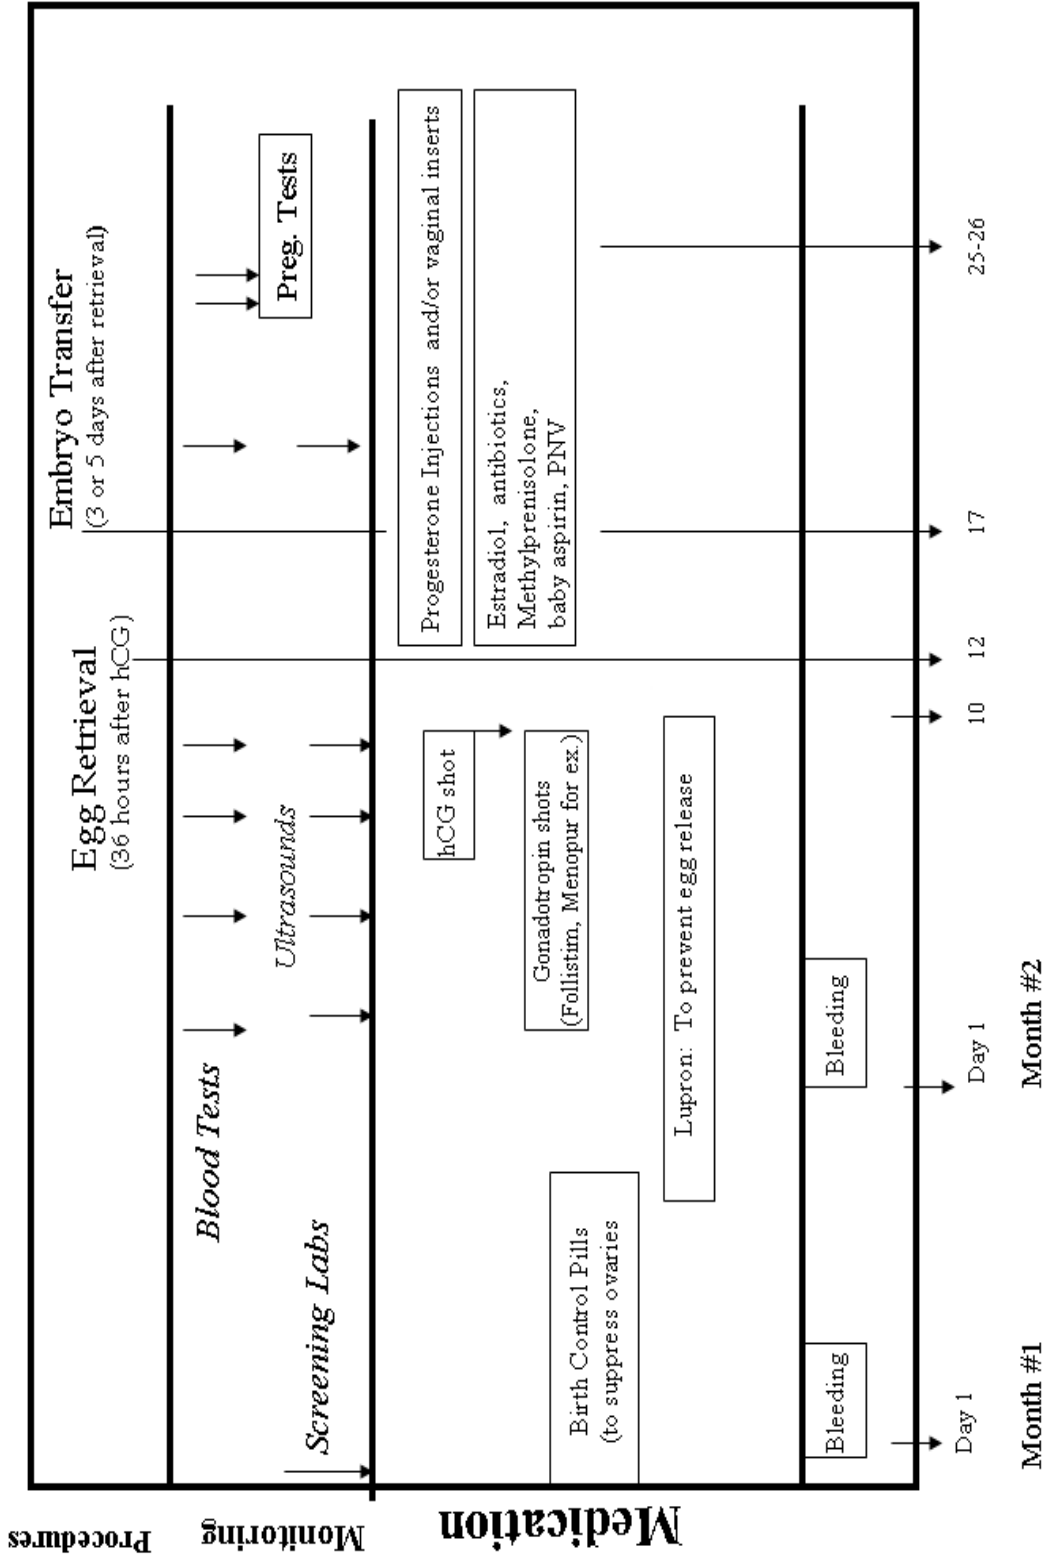 Procedures
Egg Retrieval
(36 hours after hCG)
Embryo Transfer
(3 or 5 days after retrieval)
Monitoring
Blood Tests
Ultrasounds
Screening Labs
Preg. Tests
Medication
hCG shot
Progesterone Injections and/or vaginal inserts
Estradiol, antibiotics,
Methylprenisolone,
baby aspirin, PNV
Gonadotropin shots
(Follistim, Menopur for ex.)
Birth Control Pills
(to suppress ovaries
Lupron: To prevent egg release
Bleeding
Bleeding
Day 1
Day 1
10
12
17
25-26
Month #1
Month #2